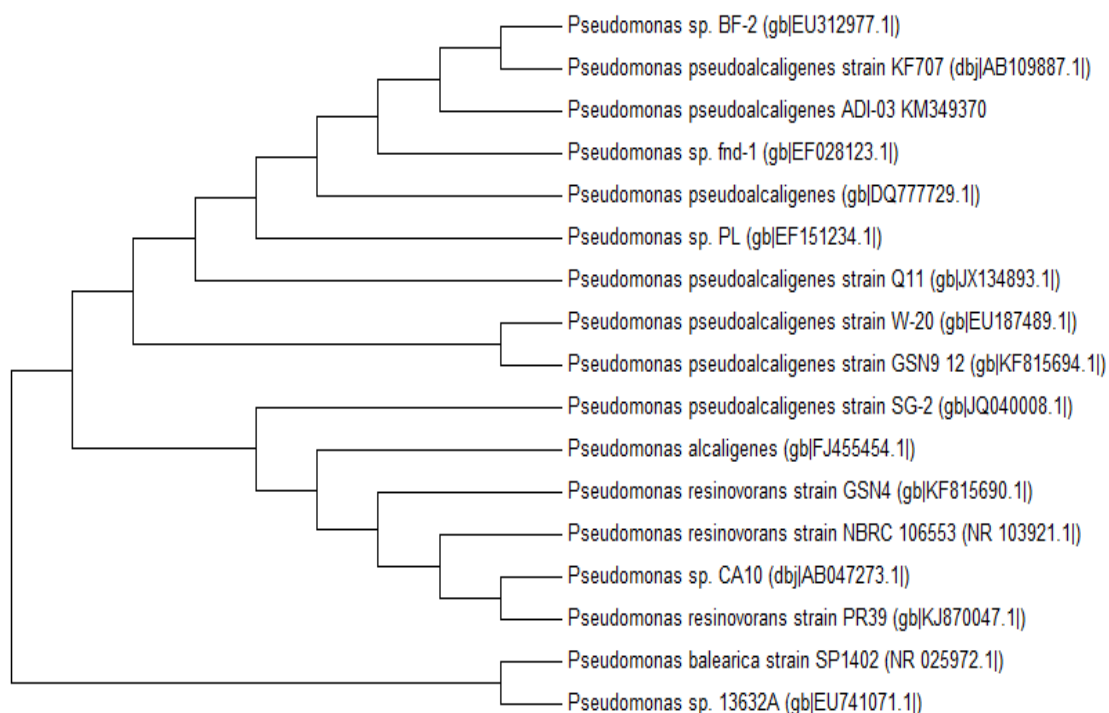 Pseudomonas sp. BF-2 (gb|EU312977.1|)
Pseudomonas pseudoalcaligenes strain KF707 (dbj|AB109887.1|)
Pseudomonas pseudoalcaligenes ADI-03 KM349370
Pseudomonas sp. fnd-1 (gb|EF028123.1|)
Pseudomonas pseudoalcaligenes (gb|DQ777729.1|)
Pseudomonas sp. PL (gb|EF151234.1|)
Pseudomonas pseudoalcaligenes strain Q11 (gb|JX134893.1|)
Pseudomonas pseudoalcaligenes strain W-20 (gb|EU187489.1|)
Pseudomonas pseudoalcaligenes strain GSN9 12 (gb|KF815694.1|)
Pseudomonas pseudoalcaligenes strain SG-2 (gb|JQ040008.1|)
Pseudomonas alcaligenes (gb|FJ455454.1|)
Pseudomonas resinovorans strain GSN4 (gb|KF815690.1|)
Pseudomonas resinovorans strain NBRC 106553 (NR 103921.1|)
Pseudomonas sp. CA10 (dbj|AB047273.1|)
Pseudomonas resinovorans strain PR39 (gb|KJ870047.1|)
Pseudomonas balearica strain SP1402 (NR 025972.1|)
Pseudomonas sp. 13632A (gb|EU741071.1|)